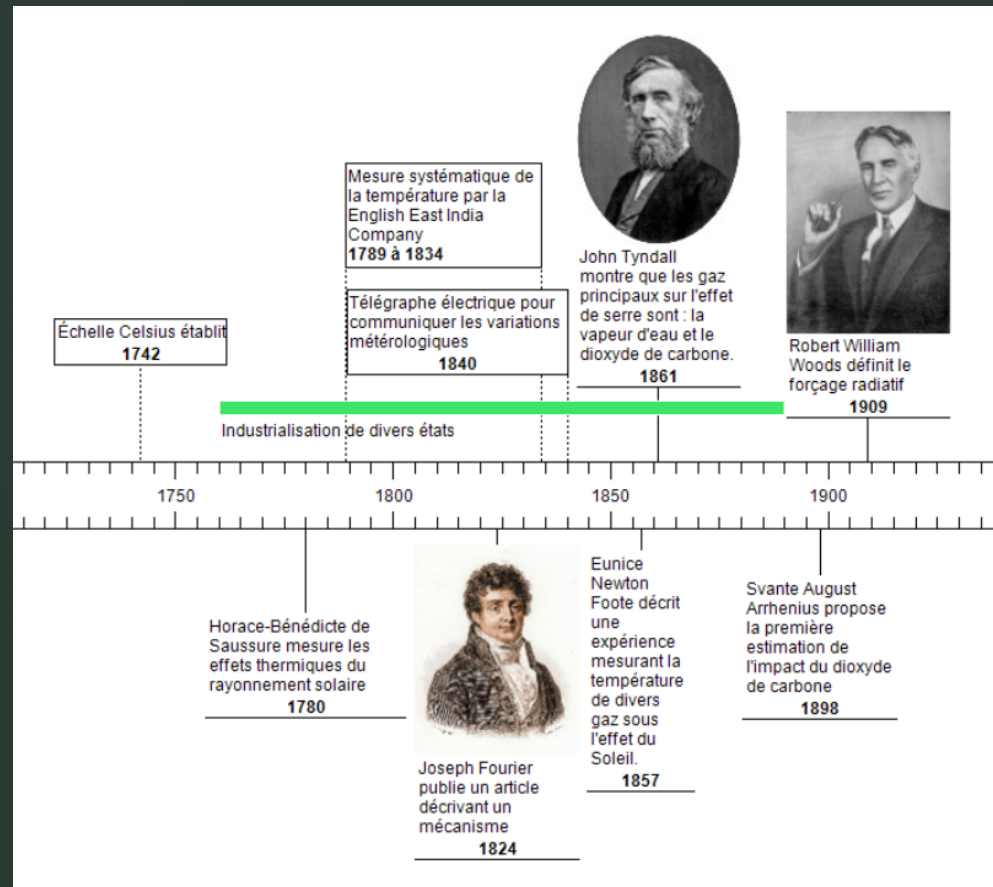 Mesure systématique de
la température par la
English East India
Company
1789 à 1834
Télégraphe électrique pour
communiquer les variations
métérologiques
1840
Échelle Celsius établit
1742
John Tyndall
montre que les gaz
principaux sur l'effet
de serre sont : la
vapeur d'eau et le
dioxyde de carbone.
1861
Robert William
Woods définit le
forçage radiatif
1909
Industrialisation de divers états
1750
1800
1850
1900
Horace-Bénédicte de
Saussure mesure les
effets thermiques du
rayonnement solaire
1780
Joseph Fourier
publie un article
décrivant un
mécanisme
1824
Eunice
Newton
Foote décrit
une
expérience
mesurant la
température
de divers
gaz sous
l'effet du
Soleil.
1857
Svante August
Arrhenius propose
la première
estimation de
l'impact du dioxyde
de carbone
1898